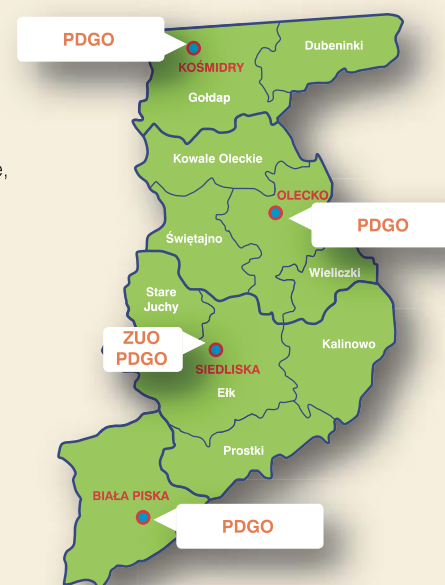 PDGO
Dubeninki
KOŚMIDRY
Gołdap
e,
Kowale Oleckie
OLECKO
PDGO
Świętajno
Wieliczki
Stare
Juchy
ZUO
PDGO
Kalinowo
SIEDLISKA
Ełk
Prostki
BIAŁA PISKA
PDGO